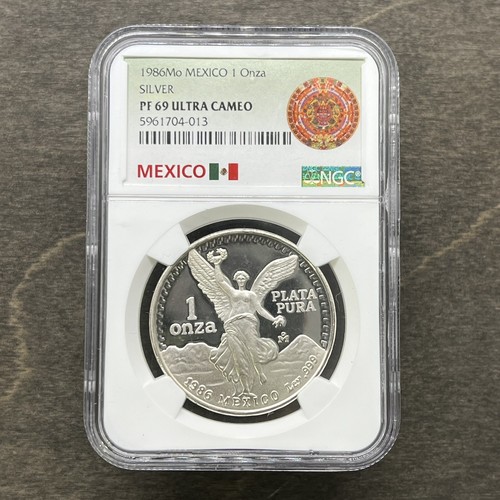 1986Mo MEXICO 1 Onza
SILVER
PF 69 ULTRA CAMEO
5961704-013
MEXICO
NGC
1
onza
PLATA
PURA
Mo
1986 MEXICO Ley .999